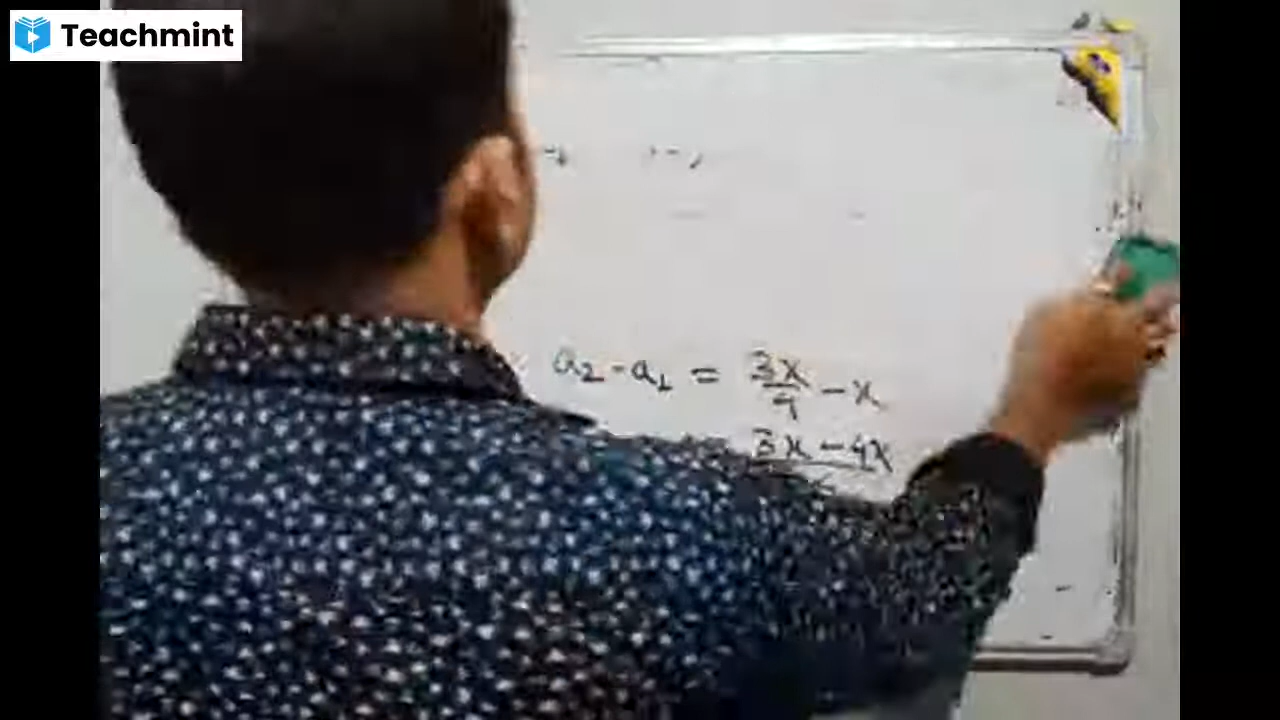 Teachmint
a₂ - a₁ = 3x/4 - x
3x - 4x